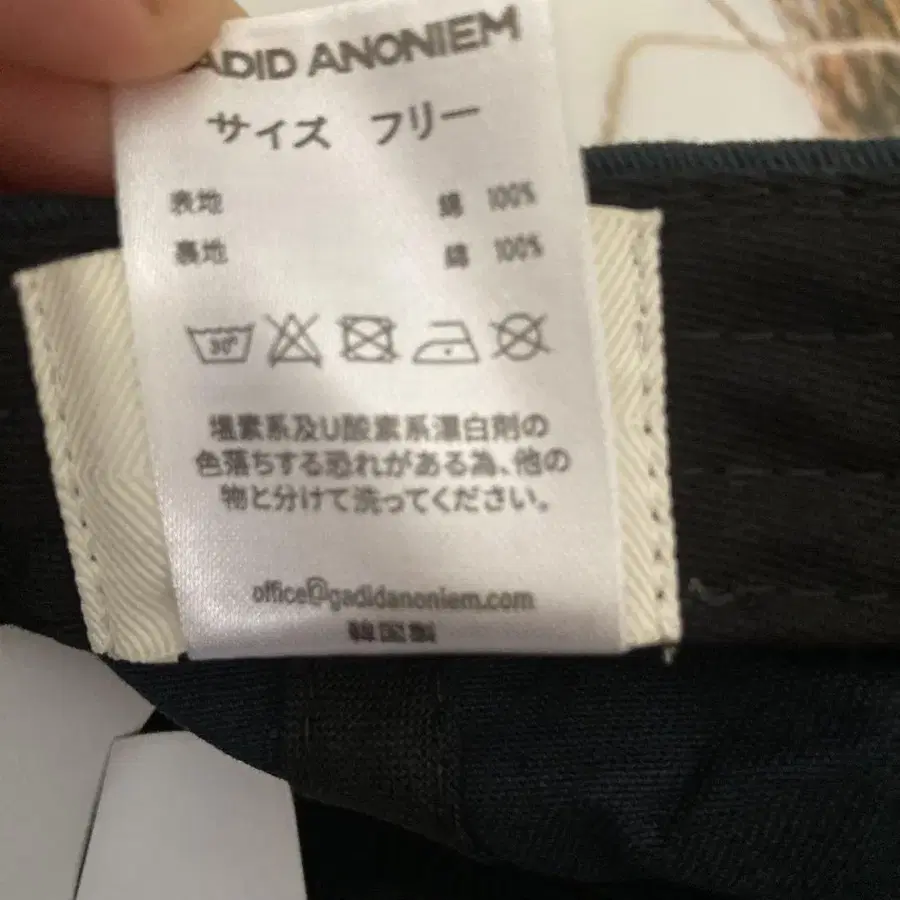 ADID ANONIEM
サイズ フリー
表地 綿 100%
裏地 綿 100%
30°
塩素系及U酸素系漂白剤の
色落ちする恐れがある為、他の
物と分けて洗ってください。
office@gadidanoniem.com
韓国製